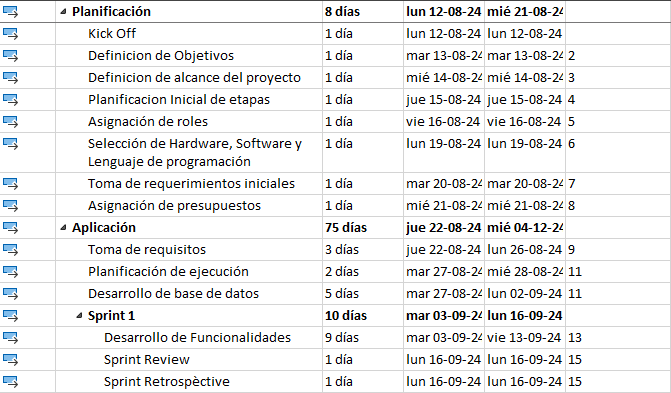 Planificación 8 días lun 12-08-24 mié 21-08-24
Kick Off 1 día lun 12-08-24 lun 12-08-24
Definicion de Objetivos 1 día mar 13-08-24 mar 13-08-24 2
Definicion de alcance del proyecto 1 día mié 14-08-24 mié 14-08-24 3
Planificacion Inicial de etapas 1 día jue 15-08-24 jue 15-08-24 4
Asignación de roles 1 día vie 16-08-24 vie 16-08-24 5
Selección de Hardware, Software y 1 día lun 19-08-24 lun 19-08-24 6
Lenguaje de programación
Toma de requerimientos iniciales 1 día mar 20-08-24 mar 20-08-24 7
Asignación de presupuestos 1 día mié 21-08-24 mié 21-08-24 8
Aplicación 75 días jue 22-08-24 mié 04-12-24
Toma de requisitos 3 días jue 22-08-24 lun 26-08-24 9
Planificación de ejecución 2 días mar 27-08-24 mié 28-08-24 11
Desarrollo de base de datos 5 días mar 27-08-24 lun 02-09-24 11
Sprint 1 10 días mar 03-09-24 lun 16-09-24
Desarrollo de Funcionalidades 9 días mar 03-09-24 vie 13-09-24 13
Sprint Review 1 día lun 16-09-24 lun 16-09-24 15
Sprint Retrospèctive 1 día lun 16-09-24 lun 16-09-24 15